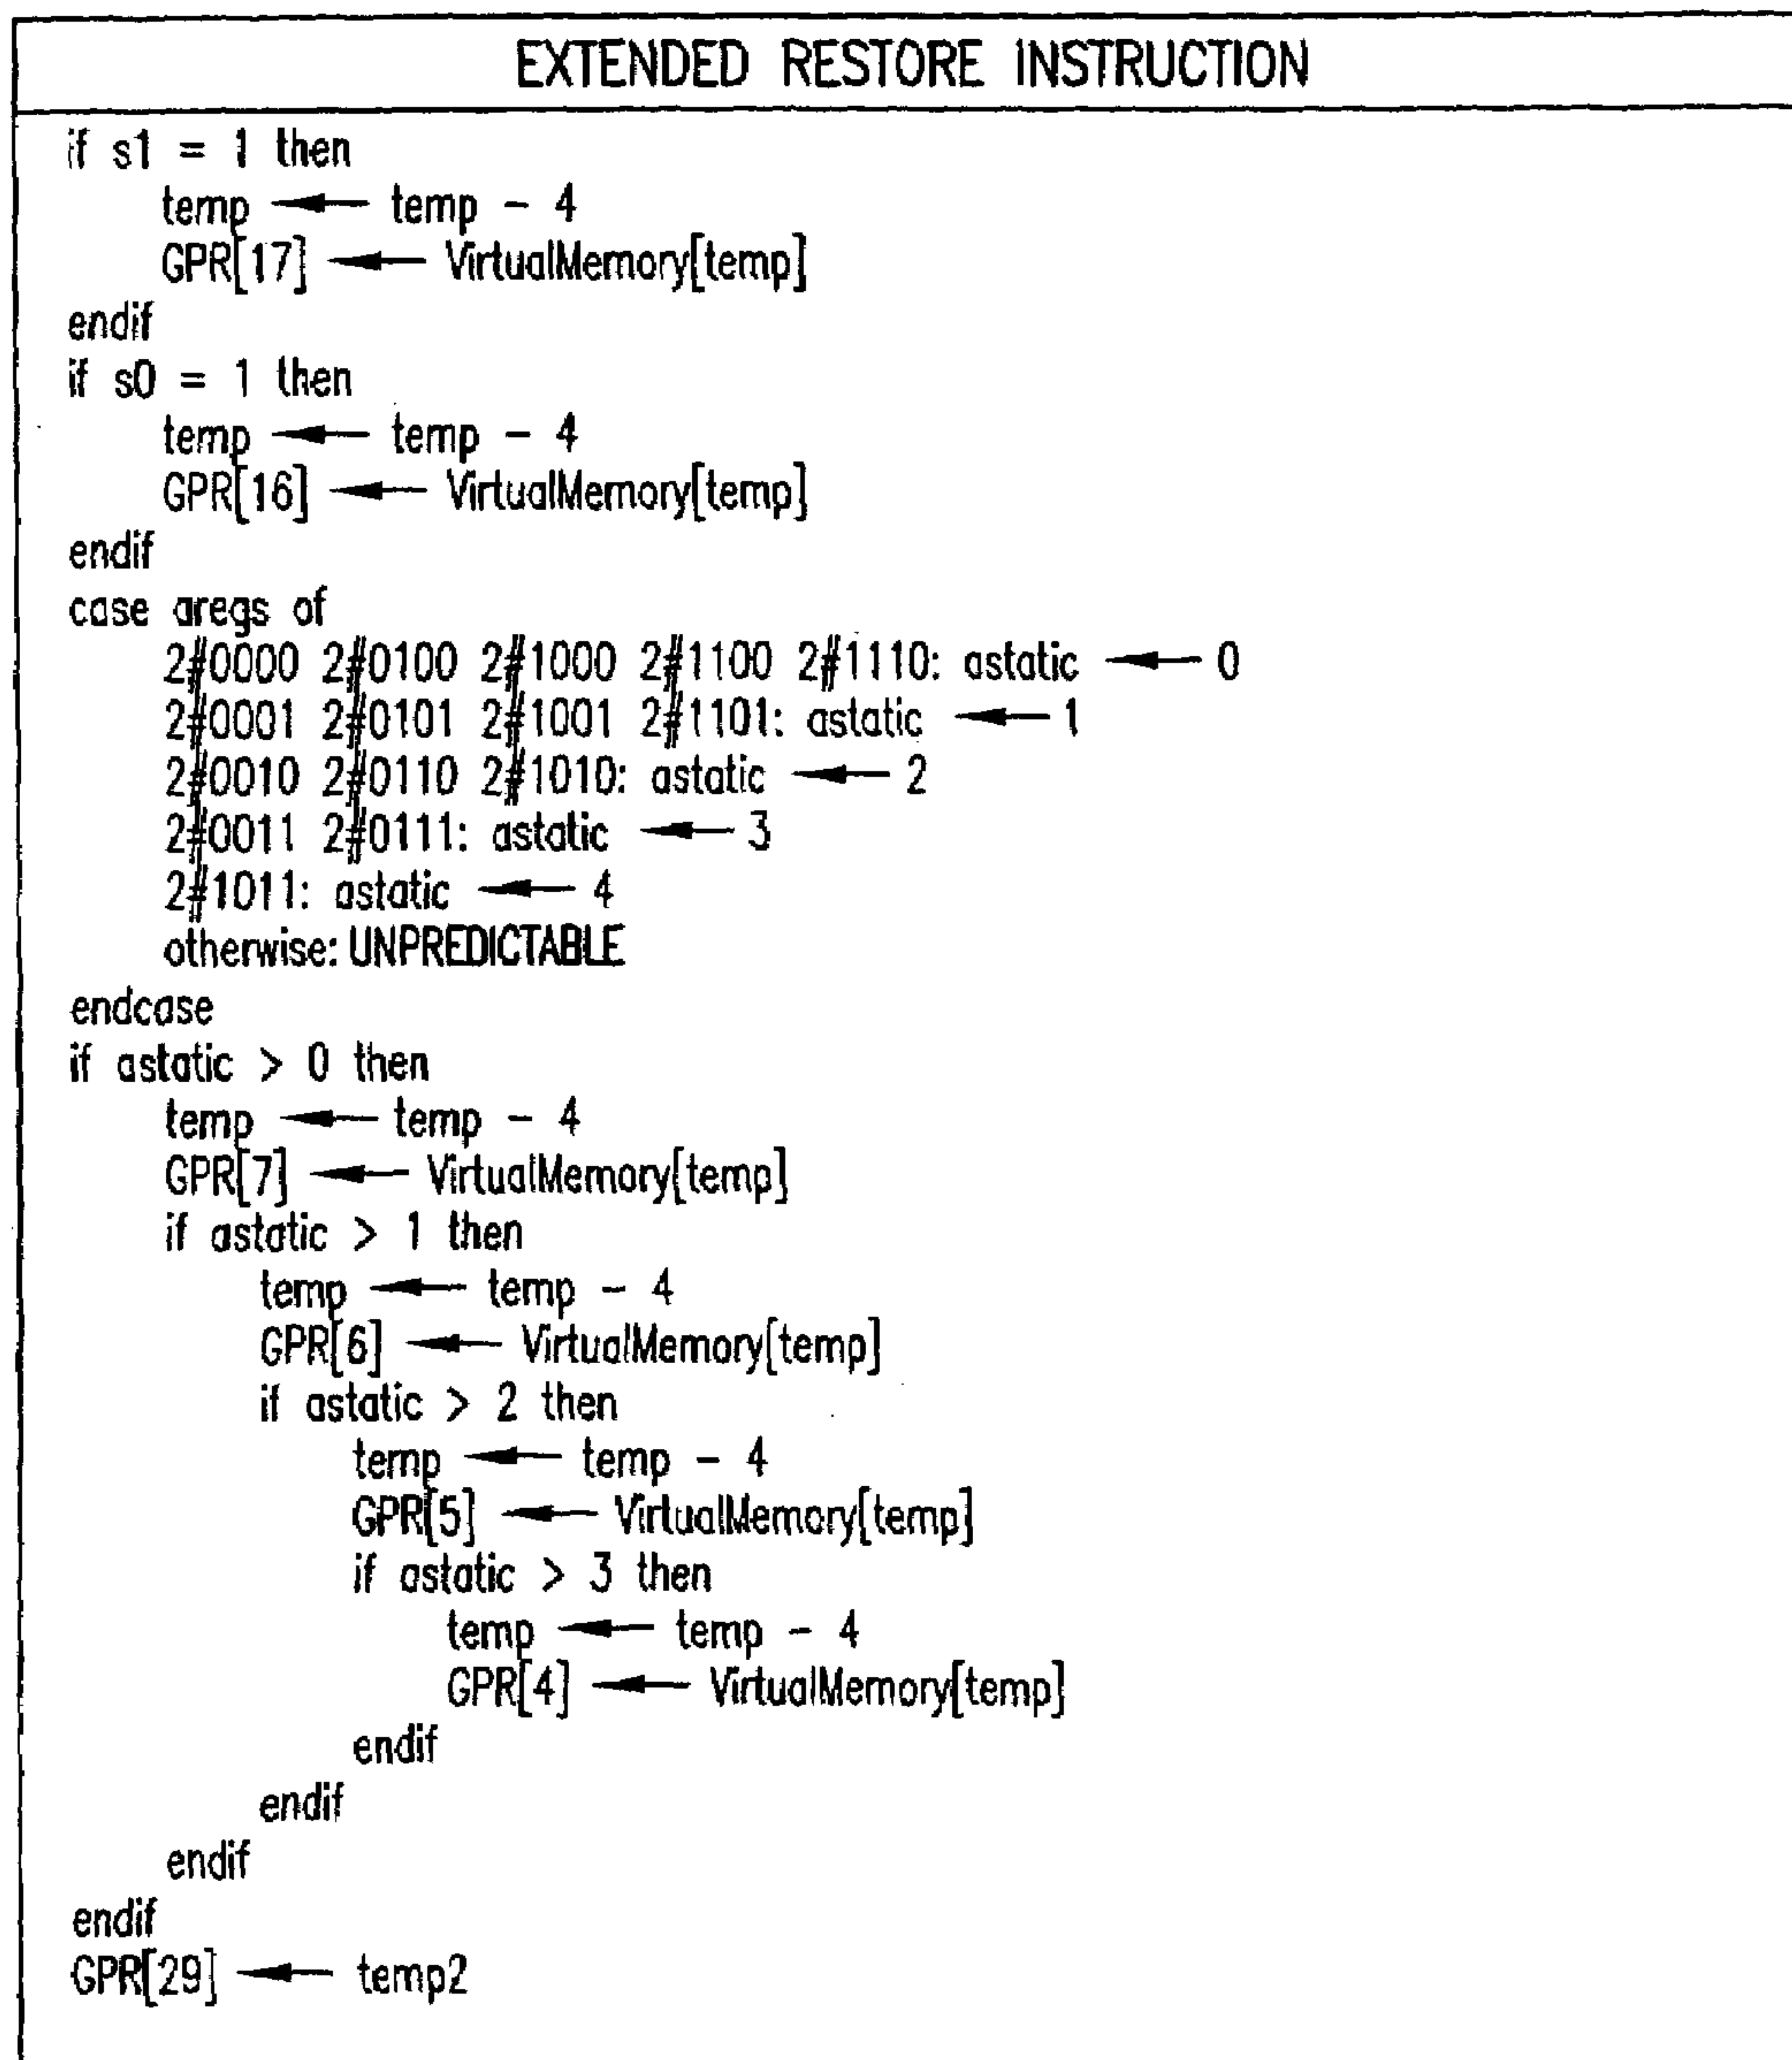 EXTENDED RESTORE INSTRUCTION
if s1 = 1 then
temp ← temp - 4
GPR[17] ← VirtualMemory[temp]
endif
if s0 = 1 then
temp ← temp - 4
GPR[16] ← VirtualMemory[temp]
endif
case aregs of
2#0000 2#0100 2#1000 2#1100 2#1110: astatic ← 0
2#0001 2#0101 2#1001 2#1101: astatic ← 1
2#0010 2#0110 2#1010: astatic ← 2
2#0011 2#0111: astatic ← 3
2#1011: astatic ← 4
otherwise: UNPREDICTABLE
endcase
if astatic > 0 then
temp ← temp - 4
GPR[7] ← VirtualMemory[temp]
if astatic > 1 then
temp ← temp - 4
GPR[6] ← VirtualMemory[temp]
if astatic > 2 then
temp ← temp - 4
GPR[5] ← VirtualMemory[temp]
if astatic > 3 then
temp ← temp - 4
GPR[4] ← VirtualMemory[temp]
endif
endif
endif
endif
GPR[29] ← temp2